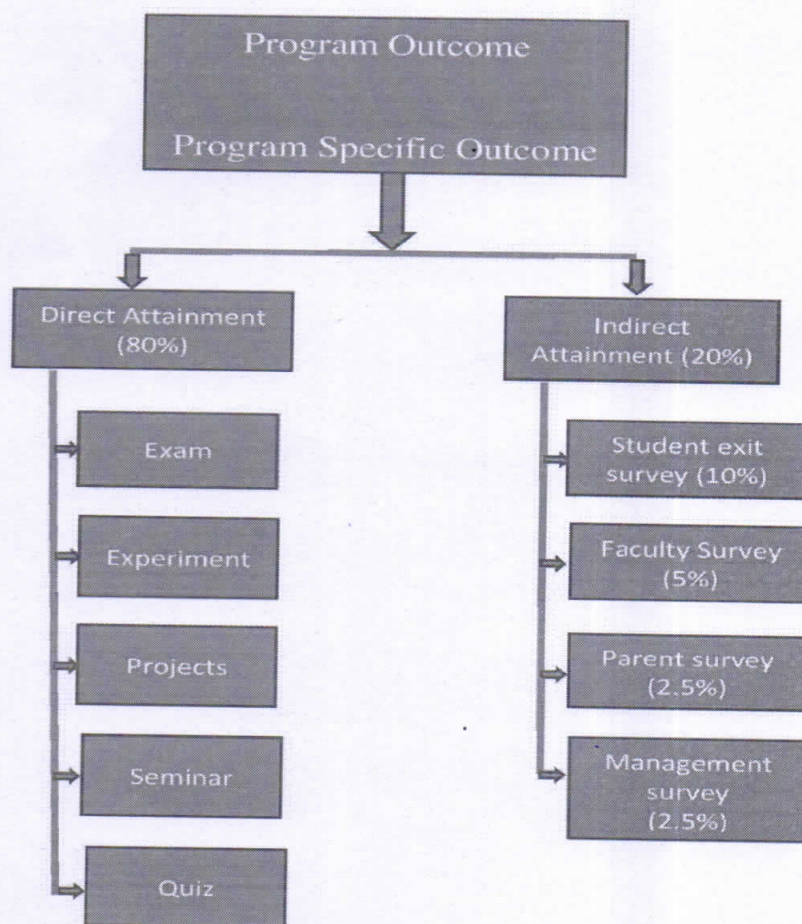 Program Outcome
Program Specific Outcome
Direct Attainment
(80%)
Exam
Experiment
Projects
Seminar
Quiz
Indirect
Attainment (20%)
Student exit
survey (10%)
Faculty Survey
(5%)
Parent survey
(2.5%)
Management
survey
(2.5%)